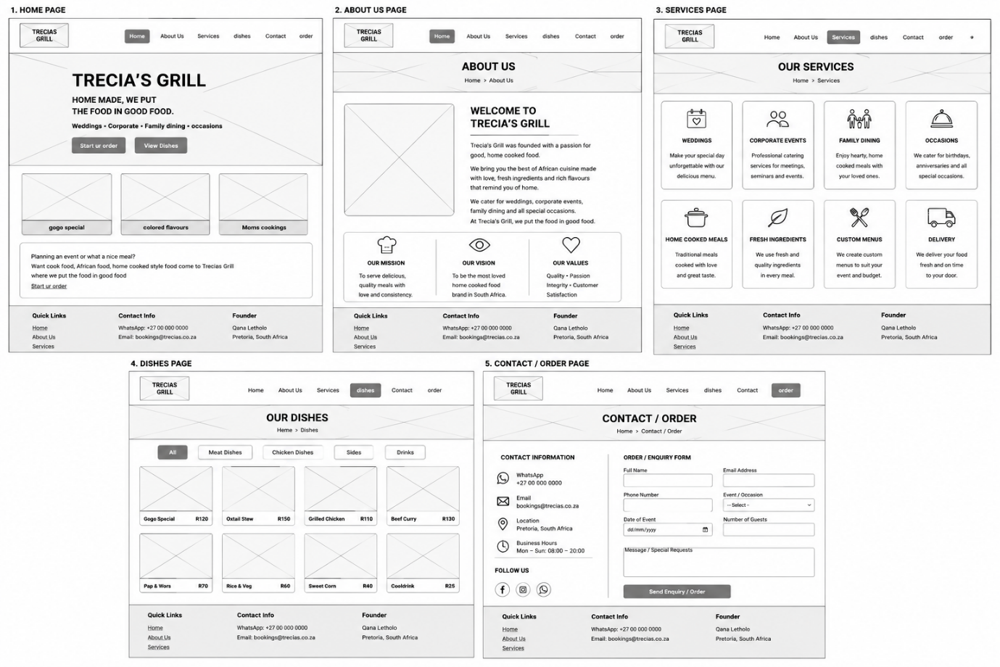 1. HOME PAGE
TRECIAS
GRILL
Home About Us Services dishes Contact order
TRECIA'S GRILL
HOME MADE, WE PUT
THE FOOD IN GOOD FOOD.
Weddings • Corporate • Family dining • occasions
Start ur order View Dishes
gogo special colored flavours Moms cookings
Planning an event or what a nice meal?
Want cook food, African food, home cooked style food come to Trecias Grill
where we put the food in good food
Start ur order
Quick Links Contact Info Founder
Home WhatsApp: +27 00 000 0000 Qana Letholo
About Us Email: bookings@trecias.co.za Pretoria, South Africa
Services
2. ABOUT US PAGE
TRECIAS
GRILL
Home About Us Services dishes Contact order
ABOUT US
Home > About Us
WELCOME TO
TRECIA'S GRILL
Trecia's Grill was founded with a passion for
good, home cooked food.
We bring you the best of African cuisine made
with love, fresh ingredients and rich flavours
that remind you of home.
We cater for weddings, corporate events,
family dining and all special occasions.
At Trecia's Grill, we put the food in good food.
OUR MISSION OUR VISION OUR VALUES
To serve delicious, To be the most loved Quality • Passion
quality meals with home cooked food Integrity • Customer
love and consistency. brand in South Africa. Satisfaction
Quick Links Contact Info Founder
Home WhatsApp: +27 00 000 0000 Qana Letholo
About Us Email: bookings@trecias.co.za Pretoria, South Africa
Services
3. SERVICES PAGE
TRECIAS
GRILL
Home About Us Services dishes Contact order
OUR SERVICES
Home > Services
WEDDINGS CORPORATE EVENTS FAMILY DINING OCCASIONS
Make your special day Professional catering Enjoy hearty, home We cater for birthdays,
unforgettable with our services for meetings, cooked meals with anniversaries and all
delicious menu. seminars and events. your loved ones. special occasions.
HOME COOKED MEALS FRESH INGREDIENTS CUSTOM MENUS DELIVERY
Traditional meals We use fresh and We create custom We deliver your food
cooked with love quality ingredients menus to suit your fresh and on time
and great taste. in every meal. event and budget. to your door.
Quick Links Contact Info Founder
Home WhatsApp: +27 00 000 0000 Qana Letholo
About Us Email: bookings@trecias.co.za Pretoria, South Africa
Services
4. DISHES PAGE
TRECIAS
GRILL
Home About Us Services dishes Contact order
OUR DISHES
Home > Dishes
All Meat Dishes Chicken Dishes Sides Drinks
Gogo Special R120 Oxtail Stew R150 Grilled Chicken R110 Beef Curry R130
Pap & Wors R70 Rice & Veg R60 Sweet Corn R40 Cooldrink R25
Quick Links Contact Info Founder
Home WhatsApp: +27 00 000 0000 Qana Letholo
About Us Email: bookings@trecias.co.za Pretoria, South Africa
Services
5. CONTACT / ORDER PAGE
TRECIAS
GRILL
Home About Us Services dishes Contact order
CONTACT / ORDER
Home > Contact / Order
CONTACT INFORMATION
WhatsApp
+27 00 000 0000
Email
bookings@trecias.co.za
Location
Pretoria, South Africa
Business Hours
Mon – Sun: 08:00 – 20:00
FOLLOW US
ORDER / ENQUIRY FORM
Full Name Email Address
Phone Number Event / Occasion
-- Select -
Date of Event Number of Guests
dd/mm/yyyy
Message / Special Requests
Send Enquiry / Order
Quick Links Contact Info Founder
Home WhatsApp: +27 00 000 0000 Qana Letholo
About Us Email: bookings@trecias.co.za Pretoria, South Africa
Services